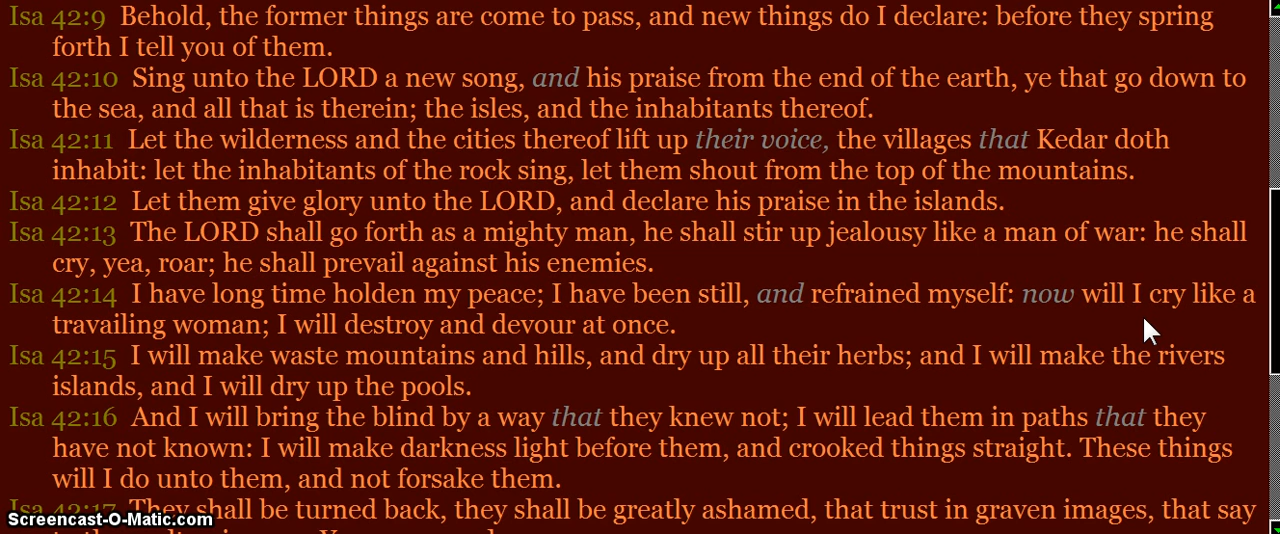 Isa 42:9 Behold, the former things are come to pass, and new things do I declare: before they spring
forth I tell you of them.
Isa 42:10 Sing unto the LORD a new song, and his praise from the end of the earth, ye that go down to
the sea, and all that is therein; the isles, and the inhabitants thereof.
Isa 42:11 Let the wilderness and the cities thereof lift up their voice, the villages that Kedar doth
inhabit: let the inhabitants of the rock sing, let them shout from the top of the mountains.
Isa 42:12 Let them give glory unto the LORD, and declare his praise in the islands.
Isa 42:13 The LORD shall go forth as a mighty man, he shall stir up jealousy like a man of war: he shall
cry, yea, roar; he shall prevail against his enemies.
Isa 42:14 I have long time holden my peace; I have been still, and refrained myself: now will I cry like a
travailing woman; I will destroy and devour at once.
Isa 42:15 I will make waste mountains and hills, and dry up all their herbs; and I will make the rivers
islands, and I will dry up the pools.
Isa 42:16 And I will bring the blind by a way that they knew not; I will lead them in paths that they
have not known: I will make darkness light before them, and crooked things straight. These things
will I do unto them, and not forsake them.
Isa 42:17 They shall be turned back, they shall be greatly ashamed, that trust in graven images, that say
Screencast-O-Matic.com